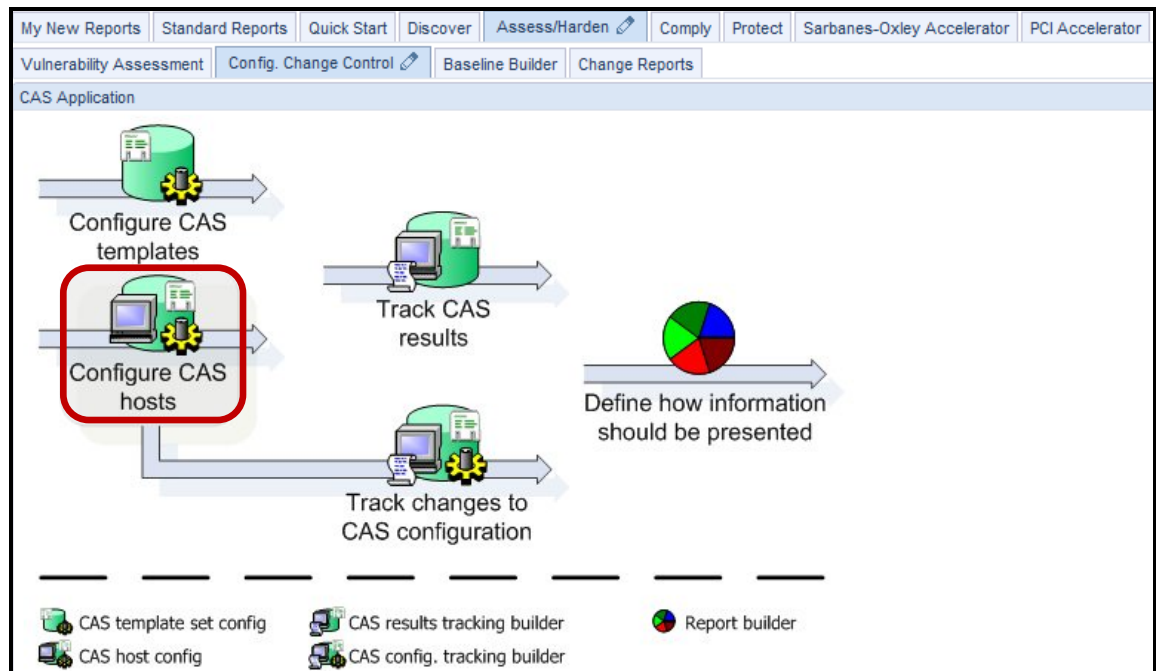 My New Reports Standard Reports Quick Start Discover Assess/Harden Comply Protect Sarbanes-Oxley Accelerator PCI Accelerator
Vulnerability Assessment Config. Change Control Baseline Builder Change Reports
CAS Application
Configure CAS
templates
Configure CAS
hosts
Track CAS
results
Track changes to
CAS configuration
Define how information
should be presented
CAS template set config
CAS results tracking builder
Report builder
CAS host config
CAS config. tracking builder